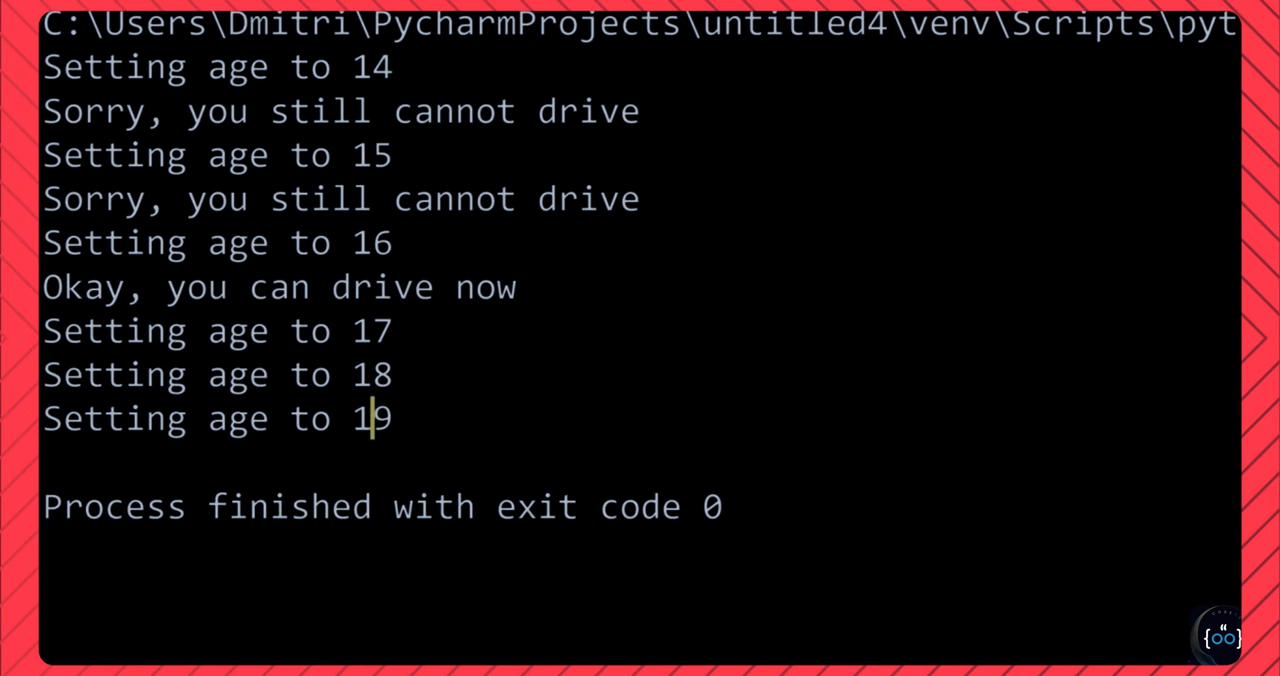 C:\Users\Dmitri\PycharmProjects\untitled4\venv\Scripts\pyt
Setting age to 14
Sorry, you still cannot drive
Setting age to 15
Sorry, you still cannot drive
Setting age to 16
Okay, you can drive now
Setting age to 17
Setting age to 18
Setting age to 19
Process finished with exit code 0